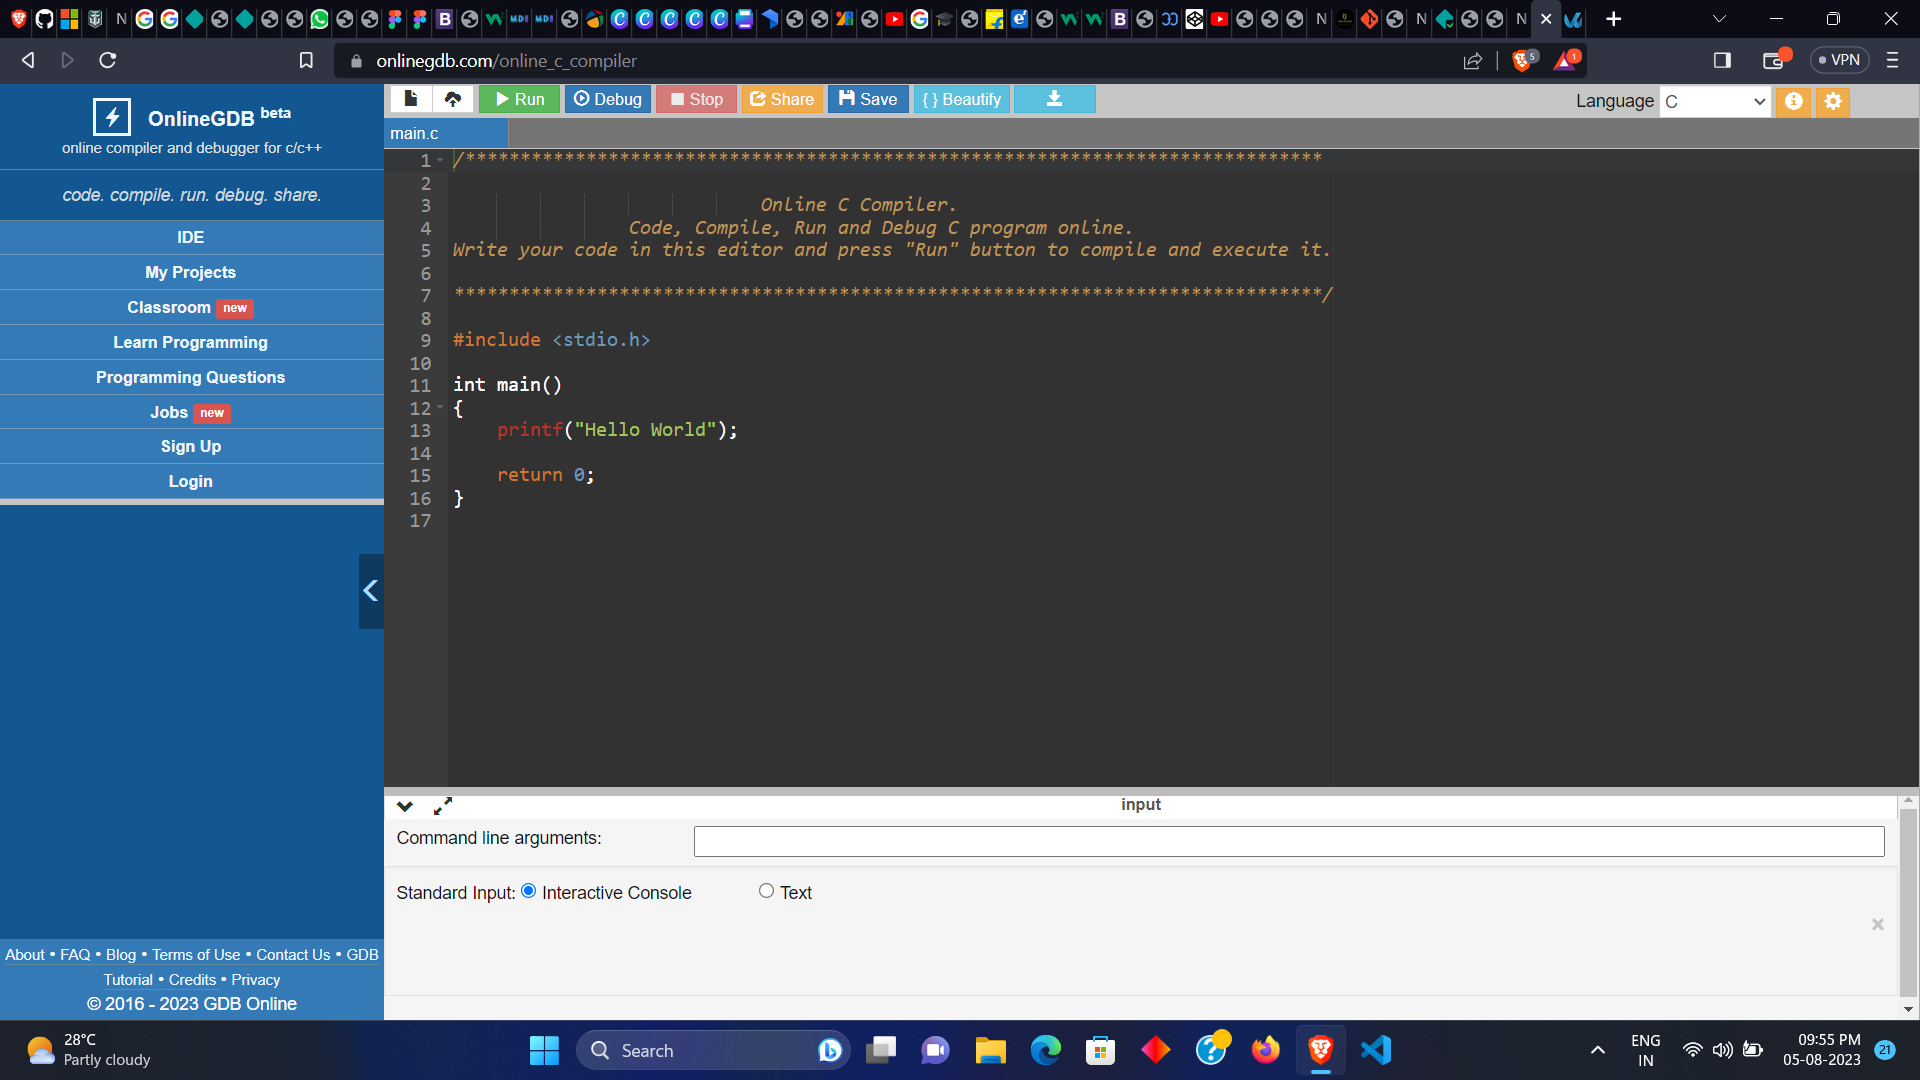 onlinegdb.com/online_c_compiler
5
1
VPN
OnlineGDB beta
online compiler and debugger for c/c++
code. compile. run. debug. share.
IDE
My Projects
Classroom new
Learn Programming
Programming Questions
Jobs new
Sign Up
Login
About • FAQ • Blog • Terms of Use • Contact Us • GDB
Tutorial • Credits • Privacy
© 2016 - 2023 GDB Online
Run Debug Stop Share Save { } Beautify
Language C
main.c
1 /******************************************************************************
2
3 Online C Compiler.
4 Code, Compile, Run and Debug C program online.
5 Write your code in this editor and press "Run" button to compile and execute it.
6
7 *******************************************************************************/
8
9 #include <stdio.h>
10
11 int main()
12 {
13 printf("Hello World");
14
15 return 0;
16 }
17
input
Command line arguments:
Standard Input: Interactive Console Text
28°C
Partly cloudy
Search
ENG
IN
09:55 PM
05-08-2023
21